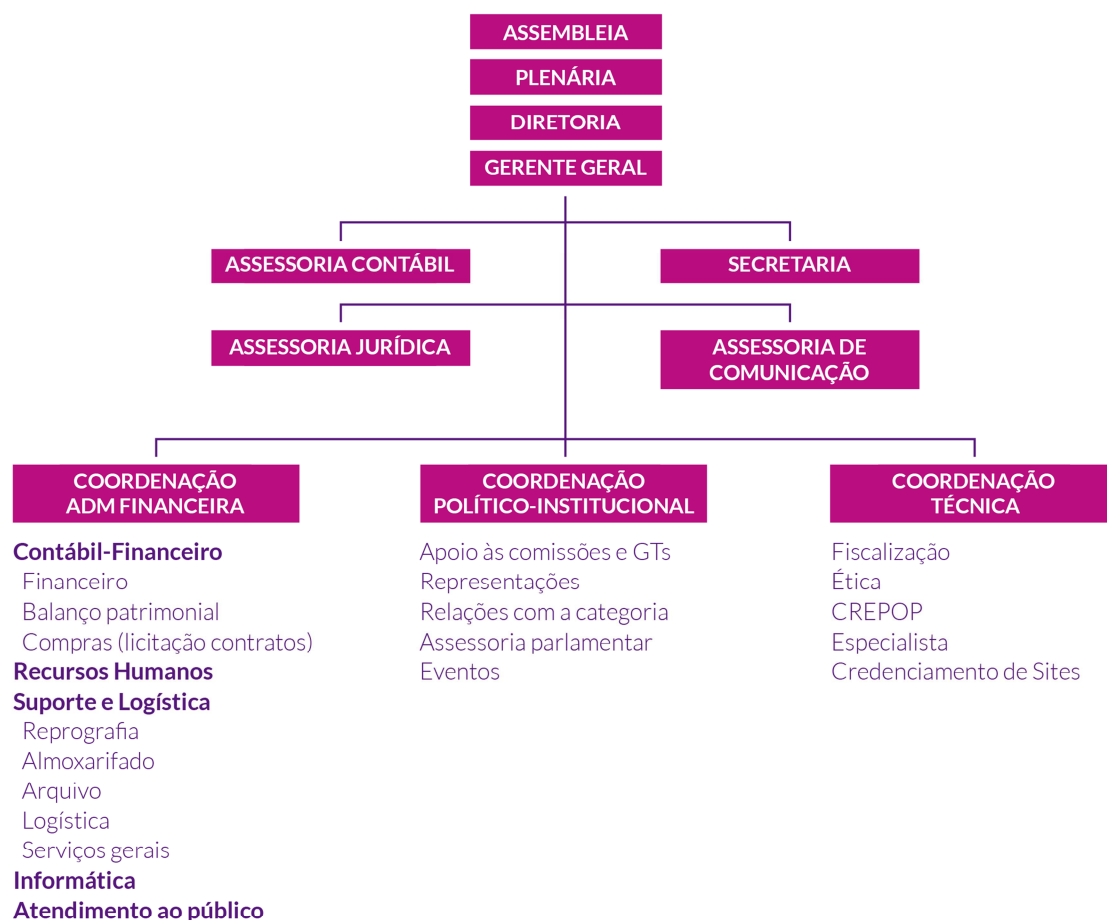 ASSEMBLEIA
PLENÁRIA
DIRETORIA
GERENTE GERAL
ASSESSORIA CONTÁBIL
SECRETARIA
ASSESSORIA JURÍDICA
ASSESSORIA DE
COMUNICAÇÃO
COORDENAÇÃO
ADM FINANCEIRA
Contábil-Financeiro
Financeiro
Balanço patrimonial
Compras (licitação contratos)
Recursos Humanos
Suporte e Logística
Reprografia
Almoxarifado
Arquivo
Logística
Serviços gerais
Informática
Atendimento ao público
COORDENAÇÃO
POLÍTICO-INSTITUCIONAL
Apoio às comissões e GTs
Representações
Relações com a categoria
Assessoria parlamentar
Eventos
COORDENAÇÃO
TÉCNICA
Fiscalização
Ética
CREPOP
Especialista
Credenciamento de Sites